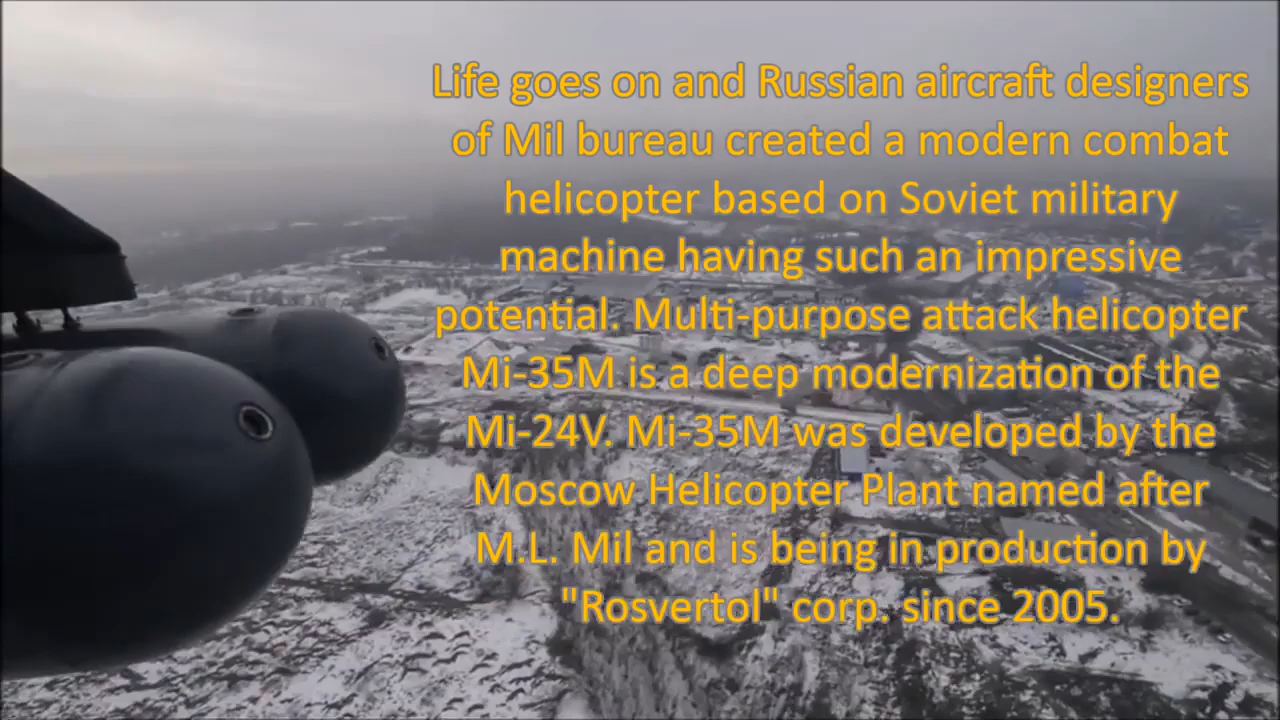 Life goes on and Russian aircraft designers
of Mil bureau created a modern combat
helicopter based on Soviet military
machine having such an impressive
potential. Multi-purpose attack helicopter
Mi-35M is a deep modernization of the
Mi-24V. Mi-35M was developed by the
Moscow Helicopter Plant named after
M.L. Mil and is being in production by
"Rosvertol" corp. since 2005.